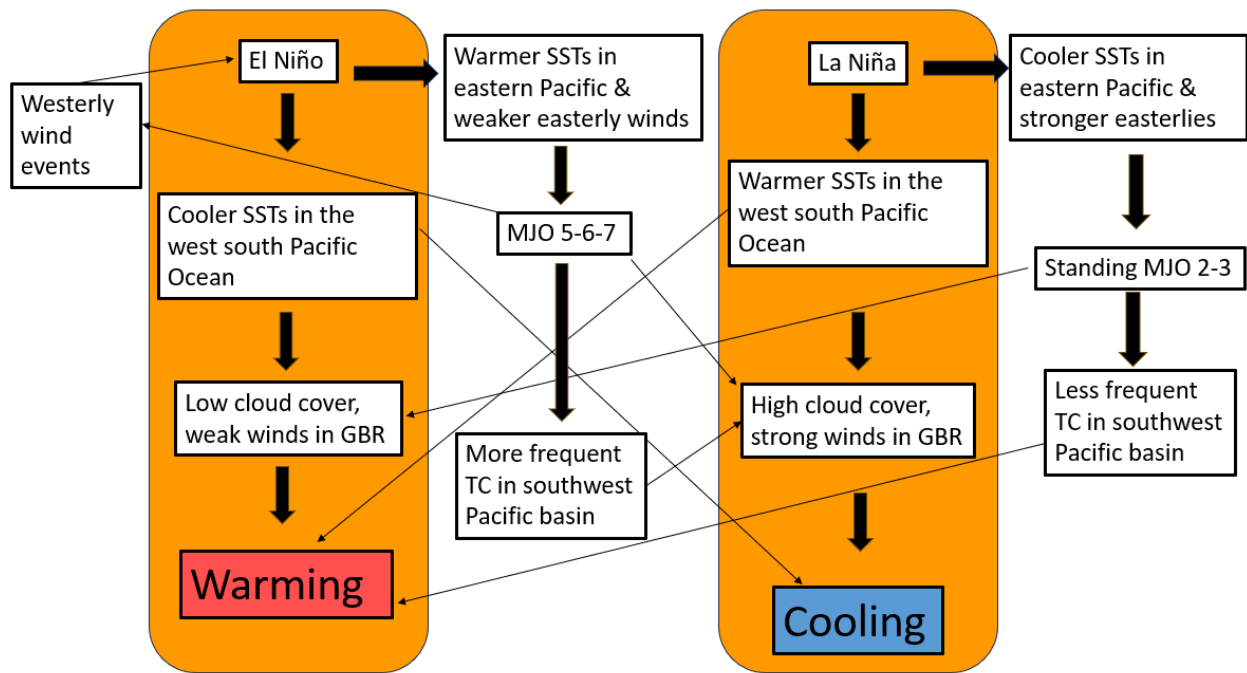 El Niño
Westerly
wind
events
Warmer SSTs in
eastern Pacific &
weaker easterly winds
Cooler SSTs in the
west south Pacific
Ocean
MJO 5-6-7
Low cloud cover,
weak winds in GBR
More frequent
TC in southwest
Pacific basin
Warming
La Niña
Cooler SSTs in
eastern Pacific &
stronger easterlies
Warmer SSTs in the
west south Pacific
Ocean
Standing MJO 2-3
High cloud cover,
strong winds in GBR
Less frequent
TC in southwest
Pacific basin
Cooling